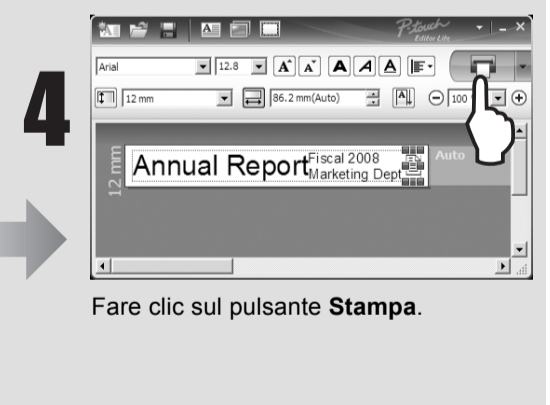 4
P-touch
Editor Lite
Arial
12.8
A A A A A
12 mm
86.2 mm(Auto)
A
100
12 mm
Annual Report
Fiscal 2008
Marketing Dept
Auto
Fare clic sul pulsante Stampa.